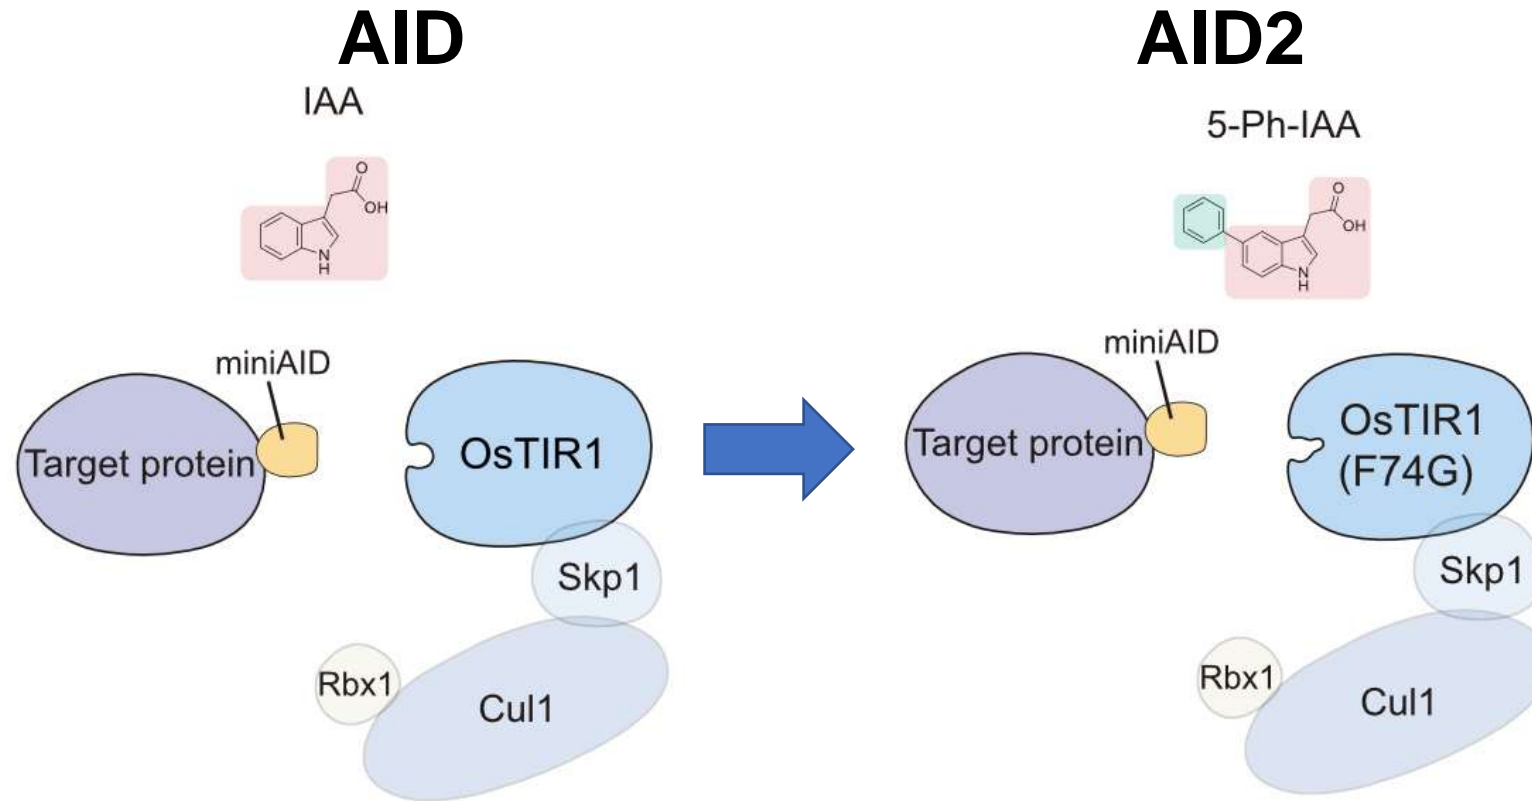 AID
IAA
O
OH
N
H
miniAID
Target protein
OsTIR1
Skp1
Rbx1
Cul1
AID2
5-Ph-IAA
O
OH
N
H
miniAID
Target protein
OsTIR1
(F74G)
Skp1
Rbx1
Cul1